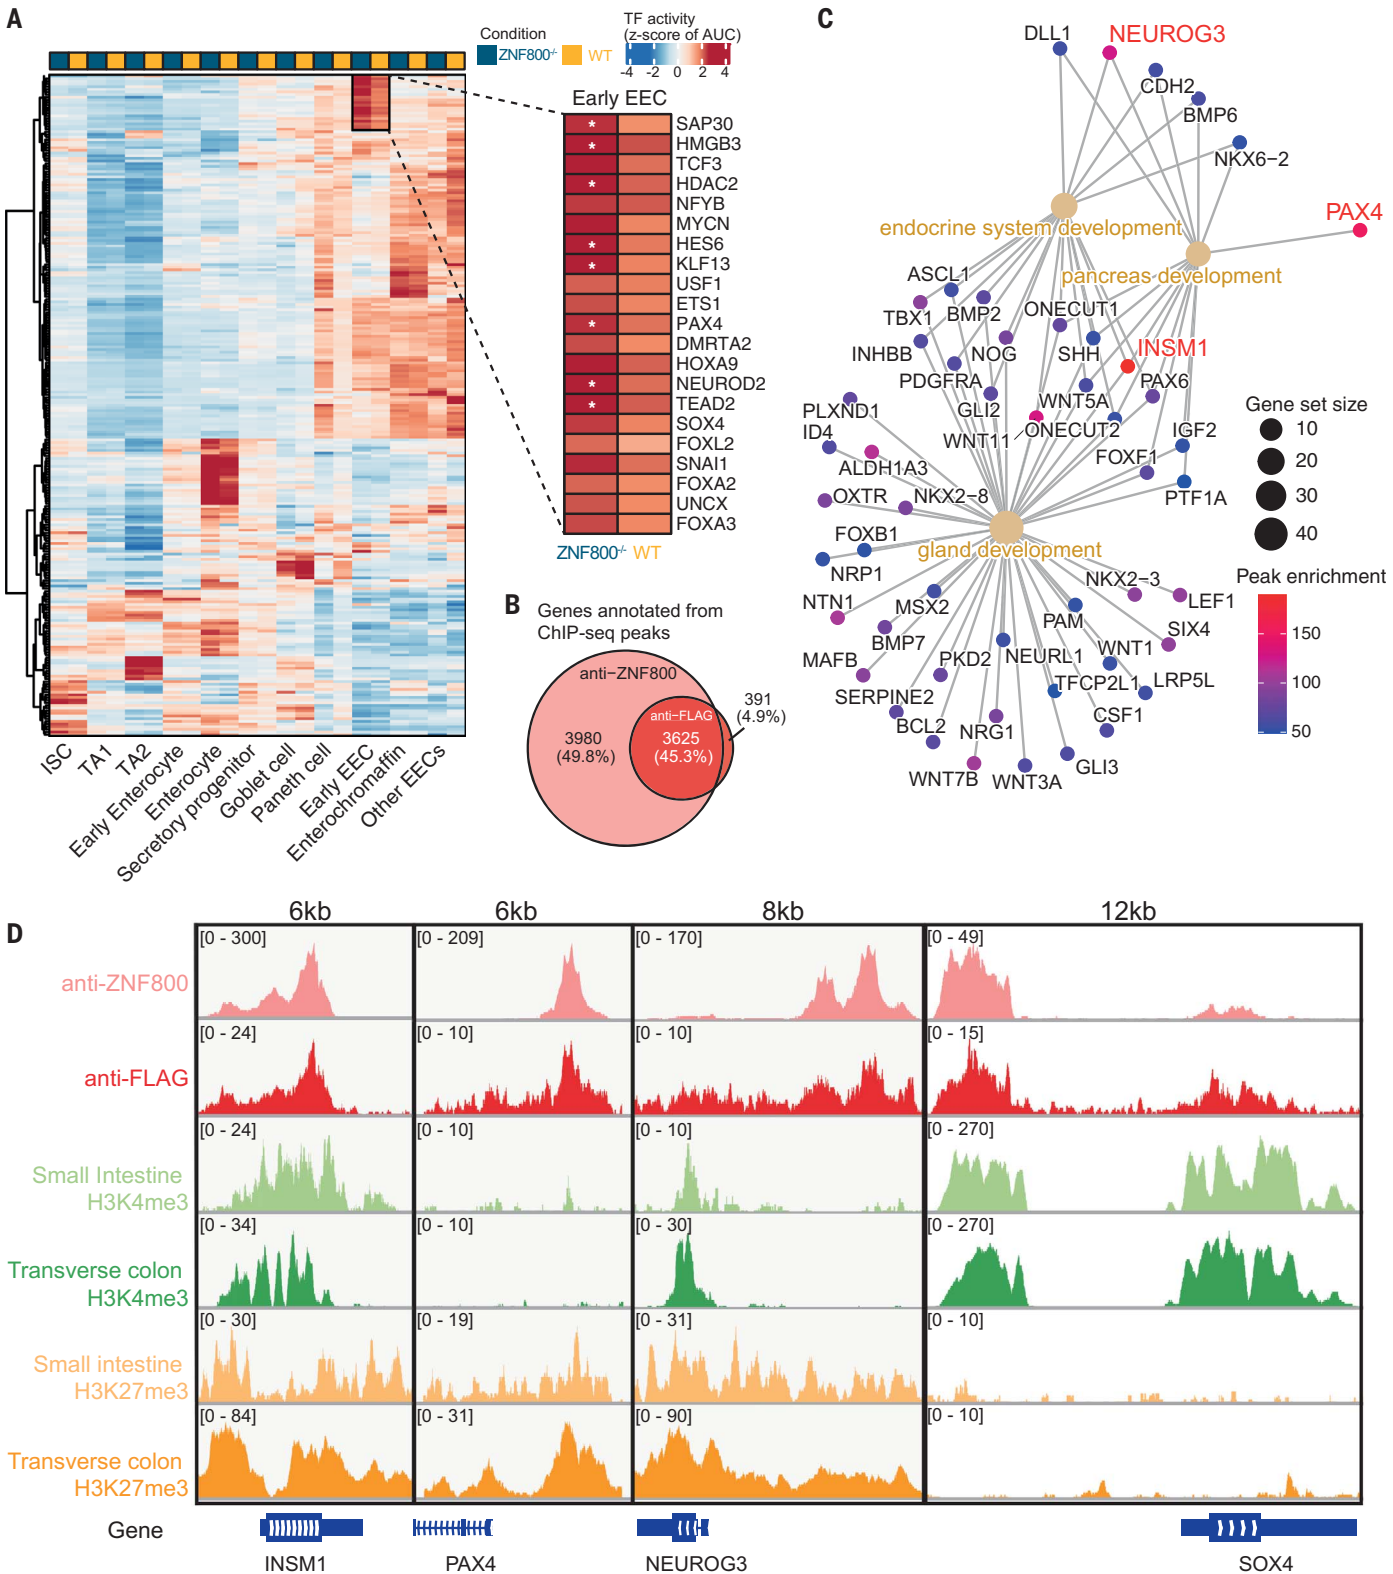 A
Condition
ZNF800-/-
WT
TF activity
(z-score of AUC)
-4 -2 0 2 4
Early EEC
SAP30
*
HMGB3
*
TCF3
HDAC2
*
NFYB
MYCN
HES6
*
KLF13
*
USF1
ETS1
PAX4
*
DMRTA2
HOXA9
NEUROD2
*
TEAD2
*
SOX4
FOXL2
SNAI1
FOXA2
UNCX
FOXA3
ZNF800-/- WT
ISC
TA1
TA2
Early Enterocyte
Enterocyte
Secretory progenitor
Goblet cell
Paneth cell
Early EEC
Enterochromaffin
Other EECs
B
Genes annotated from
ChIP-seq peaks
anti−ZNF800
anti−FLAG
3980
(49.8%)
3625
(45.3%)
391
(4.9%)
C
DLL1
NEUROG3
CDH2
BMP6
NKX6−2
PAX4
endocrine system development
pancreas development
ASCL1
TBX1
BMP2
ONECUT1
INHBB
NOG
SHH
INSM1
PDGFRA
PAX6
WNT5A
GLI2
PLXND1
ID4
WNT11
ONECUT2
IGF2
ALDH1A3
FOXF1
OXTR
NKX2−8
PTF1A
FOXB1
gland development
NRP1
NKX2−3
LEF1
NTN1
MSX2
PAM
SIX4
BMP7
NEURL1
WNT1
MAFB
PKD2
TFCP2L1
LRP5L
SERPINE2
BCL2
NRG1
CSF1
WNT7B
WNT3A
GLI3
Gene set size
10
20
30
40
Peak enrichment
150
100
50
D
6kb
6kb
8kb
12kb
anti-ZNF800
[0 - 300]
[0 - 209]
[0 - 170]
[0 - 49]
anti-FLAG
[0 - 24]
[0 - 10]
[0 - 10]
[0 - 15]
Small Intestine
H3K4me3
[0 - 24]
[0 - 10]
[0 - 10]
[0 - 270]
Transverse colon
H3K4me3
[0 - 34]
[0 - 10]
[0 - 30]
[0 - 270]
Small intestine
H3K27me3
[0 - 30]
[0 - 19]
[0 - 31]
[0 - 10]
Transverse colon
H3K27me3
[0 - 84]
[0 - 31]
[0 - 90]
[0 - 10]
Gene
INSM1
PAX4
NEUROG3
SOX4